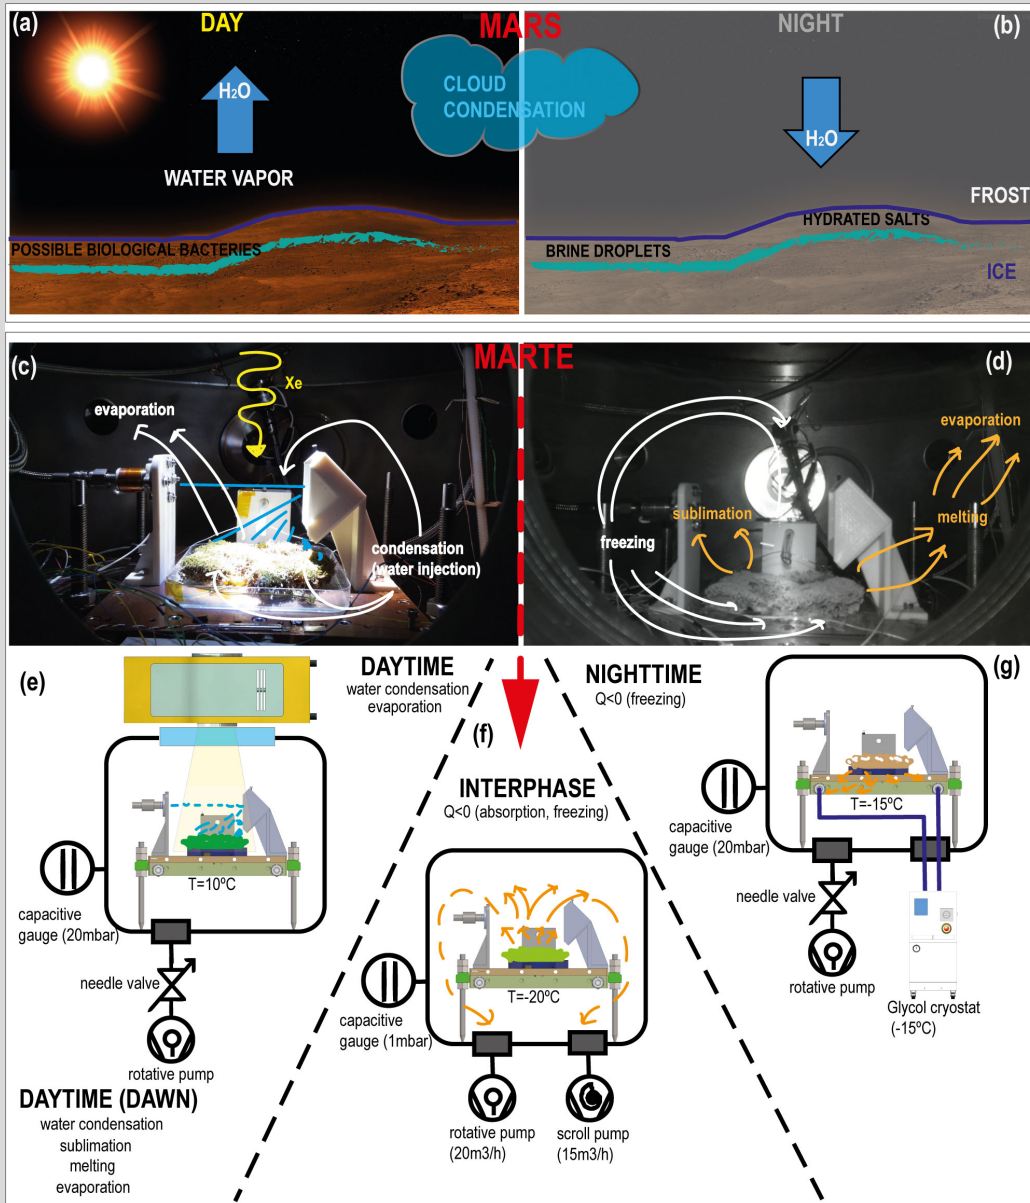 (a)
DAY
MARS
NIGHT
(b)
H2O
CLOUD
CONDENSATION
H2O
WATER VAPOR
FROST
HYDRATED SALTS
POSSIBLE BIOLOGICAL BACTERIES
BRINE DROPLETS
ICE
(c)
MARTE
(d)
Xe
evaporation
evaporation
sublimation
melting
freezing
condensation
(water injection)
(e)
DAYTIME
water condensation
evaporation
NIGHTTIME
Q<0 (freezing)
(g)
(f)
INTERPHASE
Q<0 (absorption, freezing)
T=10ºC
capacitive
gauge (20mbar)
needle valve
rotative pump
T=-20ºC
capacitive
gauge (1mbar)
rotative pump
(20m3/h)
scroll pump
(15m3/h)
T=-15ºC
capacitive
gauge (20mbar)
needle valve
rotative pump
Glycol cryostat
(-15ºC)
DAYTIME (DAWN)
water condensation
sublimation
melting
evaporation